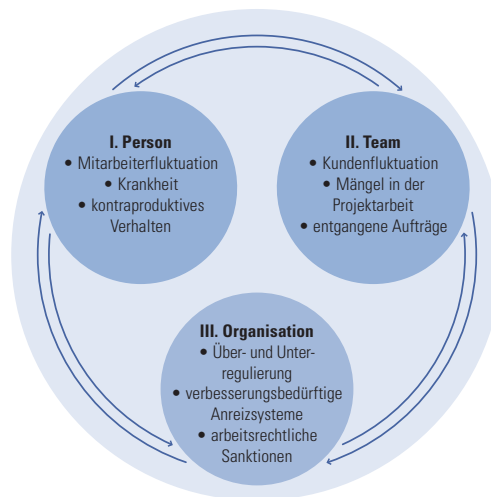 I. Person
• Mitarbeiterfluktuation
• Krankheit
• kontraproduktives
Verhalten
II. Team
• Kundenfluktuation
• Mängel in der
Projektarbeit
• entgangene Aufträge
III. Organisation
• Über- und Unter-
regulierung
• verbesserungsbedürftige
Anreizsysteme
• arbeitsrechtliche
Sanktionen